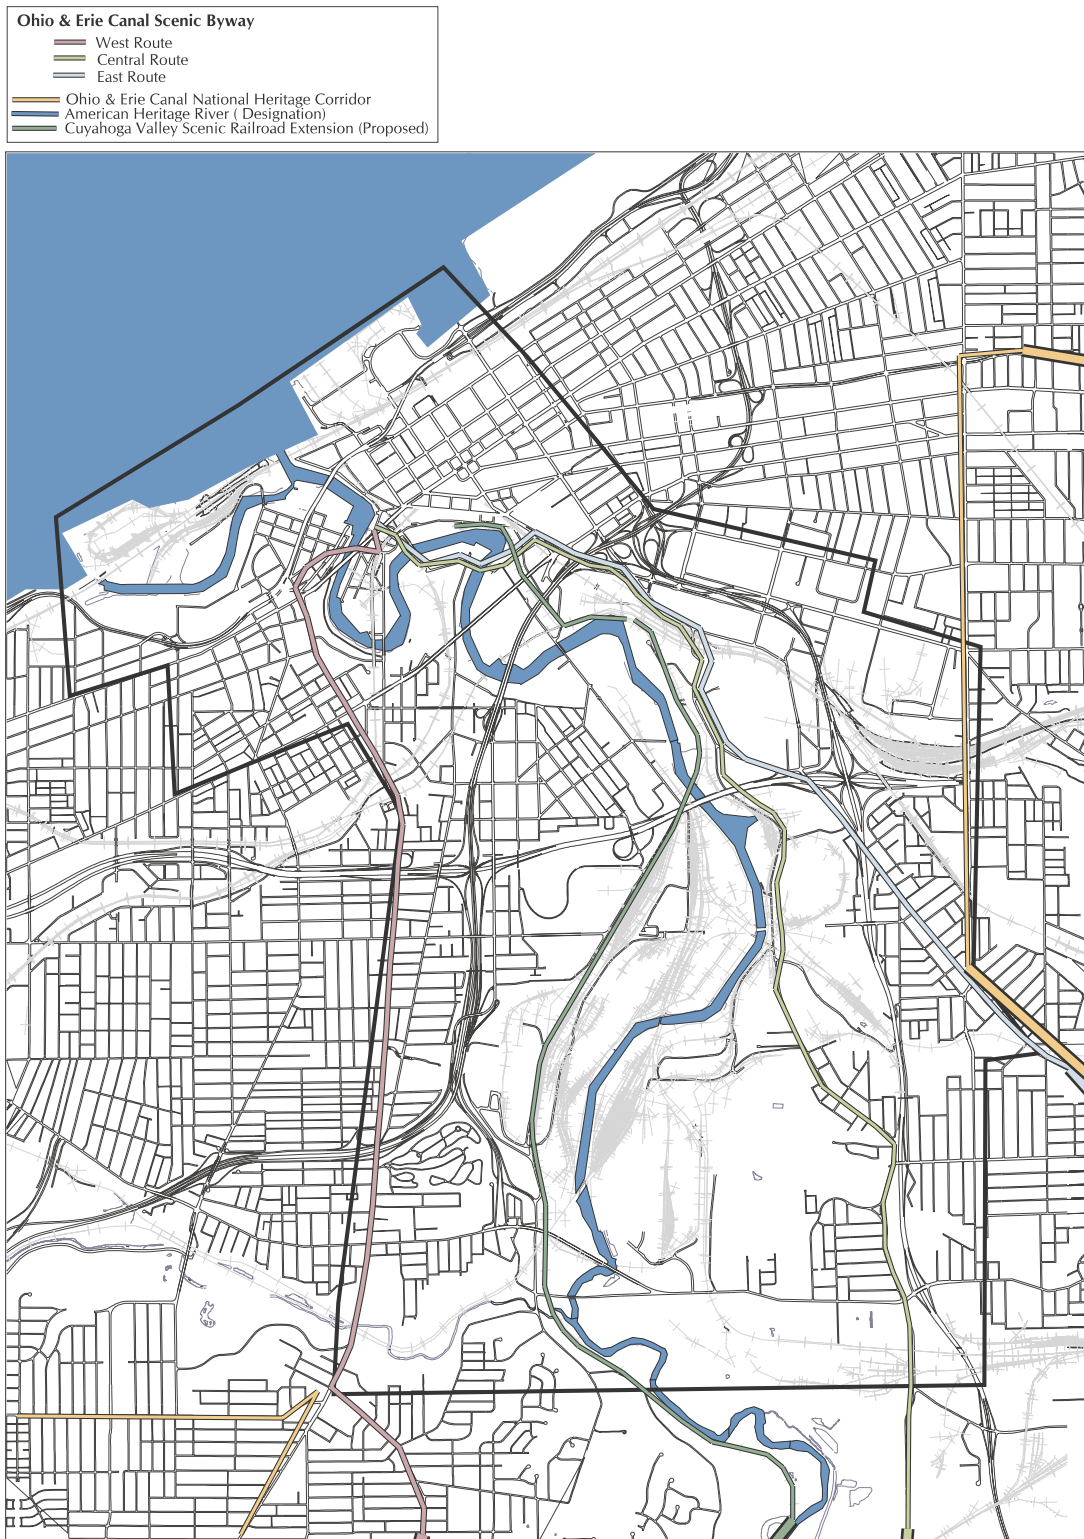 Ohio & Erie Canal Scenic Byway
West Route
Central Route
East Route
Ohio & Erie Canal National Heritage Corridor
American Heritage River ( Designation)
Cuyahoga Valley Scenic Railroad Extension (Proposed)